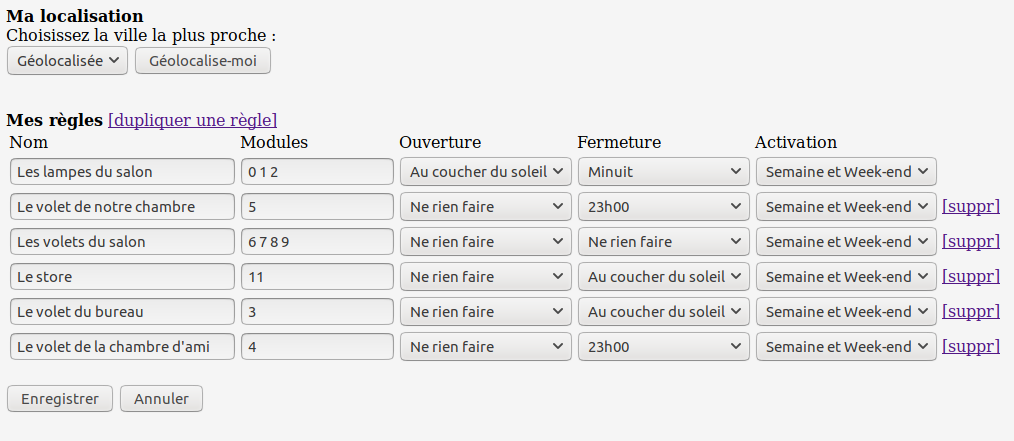 Ma localisation
Choisissez la ville la plus proche :
Géolocalisée Géolocalise-moi
Mes règles [dupliquer une règle]
Nom Modules Ouverture Fermeture Activation
Les lampes du salon 0 1 2 Au coucher du soleil Minuit Semaine et Week-end
Le volet de notre chambre 5 Ne rien faire 23h00 Semaine et Week-end [suppr]
Les volets du salon 6 7 8 9 Ne rien faire Ne rien faire Semaine et Week-end [suppr]
Le store 11 Ne rien faire Au coucher du soleil Semaine et Week-end [suppr]
Le volet du bureau 3 Ne rien faire Au coucher du soleil Semaine et Week-end [suppr]
Le volet de la chambre d'ami 4 Ne rien faire 23h00 Semaine et Week-end [suppr]
Enregistrer Annuler